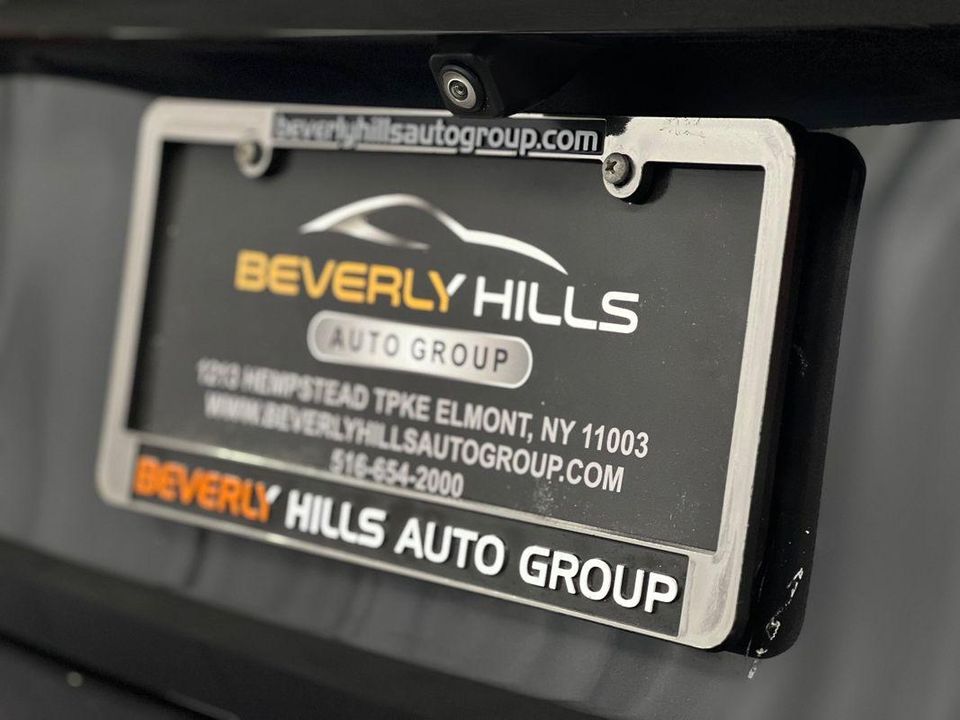 beverlyhillsautogroup.com
BEVERLY HILLS
AUTO GROUP
1213 HEMPSTEAD TPKE ELMONT, NY 11003
WWW.BEVERLYHILLSAUTOGROUP.COM
516-654-2000
BEVERLY HILLS AUTO GROUP